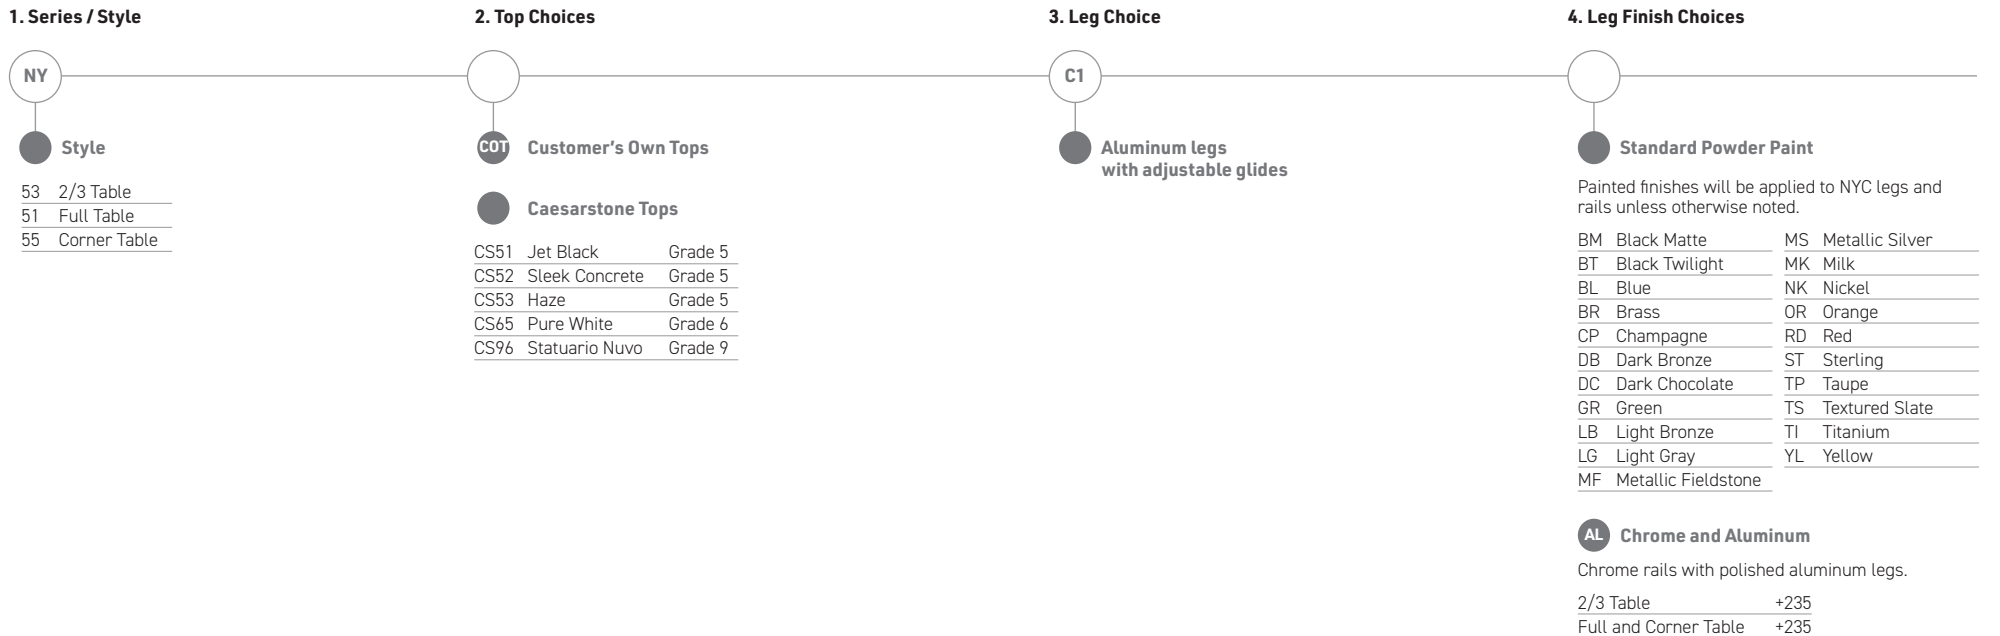 1. Series / Style
NY
Style
53 2/3 Table
51 Full Table
55 Corner Table
2. Top Choices
COT Customer's Own Tops
Caesarstone Tops
CS51 Jet Black Grade 5
CS52 Sleek Concrete Grade 5
CS53 Haze Grade 5
CS65 Pure White Grade 6
CS96 Statuario Nuvo Grade 9
3. Leg Choice
C1
Aluminum legs
with adjustable glides
4. Leg Finish Choices
Standard Powder Paint
Painted finishes will be applied to NYC legs and
rails unless otherwise noted.
BM Black Matte
BT Black Twilight
BL Blue
BR Brass
CP Champagne
DB Dark Bronze
DC Dark Chocolate
GR Green
LB Light Bronze
LG Light Gray
MF Metallic Fieldstone
MS Metallic Silver
MK Milk
NK Nickel
OR Orange
RD Red
ST Sterling
TP Taupe
TS Textured Slate
TI Titanium
YL Yellow
AL Chrome and Aluminum
Chrome rails with polished aluminum legs.
2/3 Table +235
Full and Corner Table +235